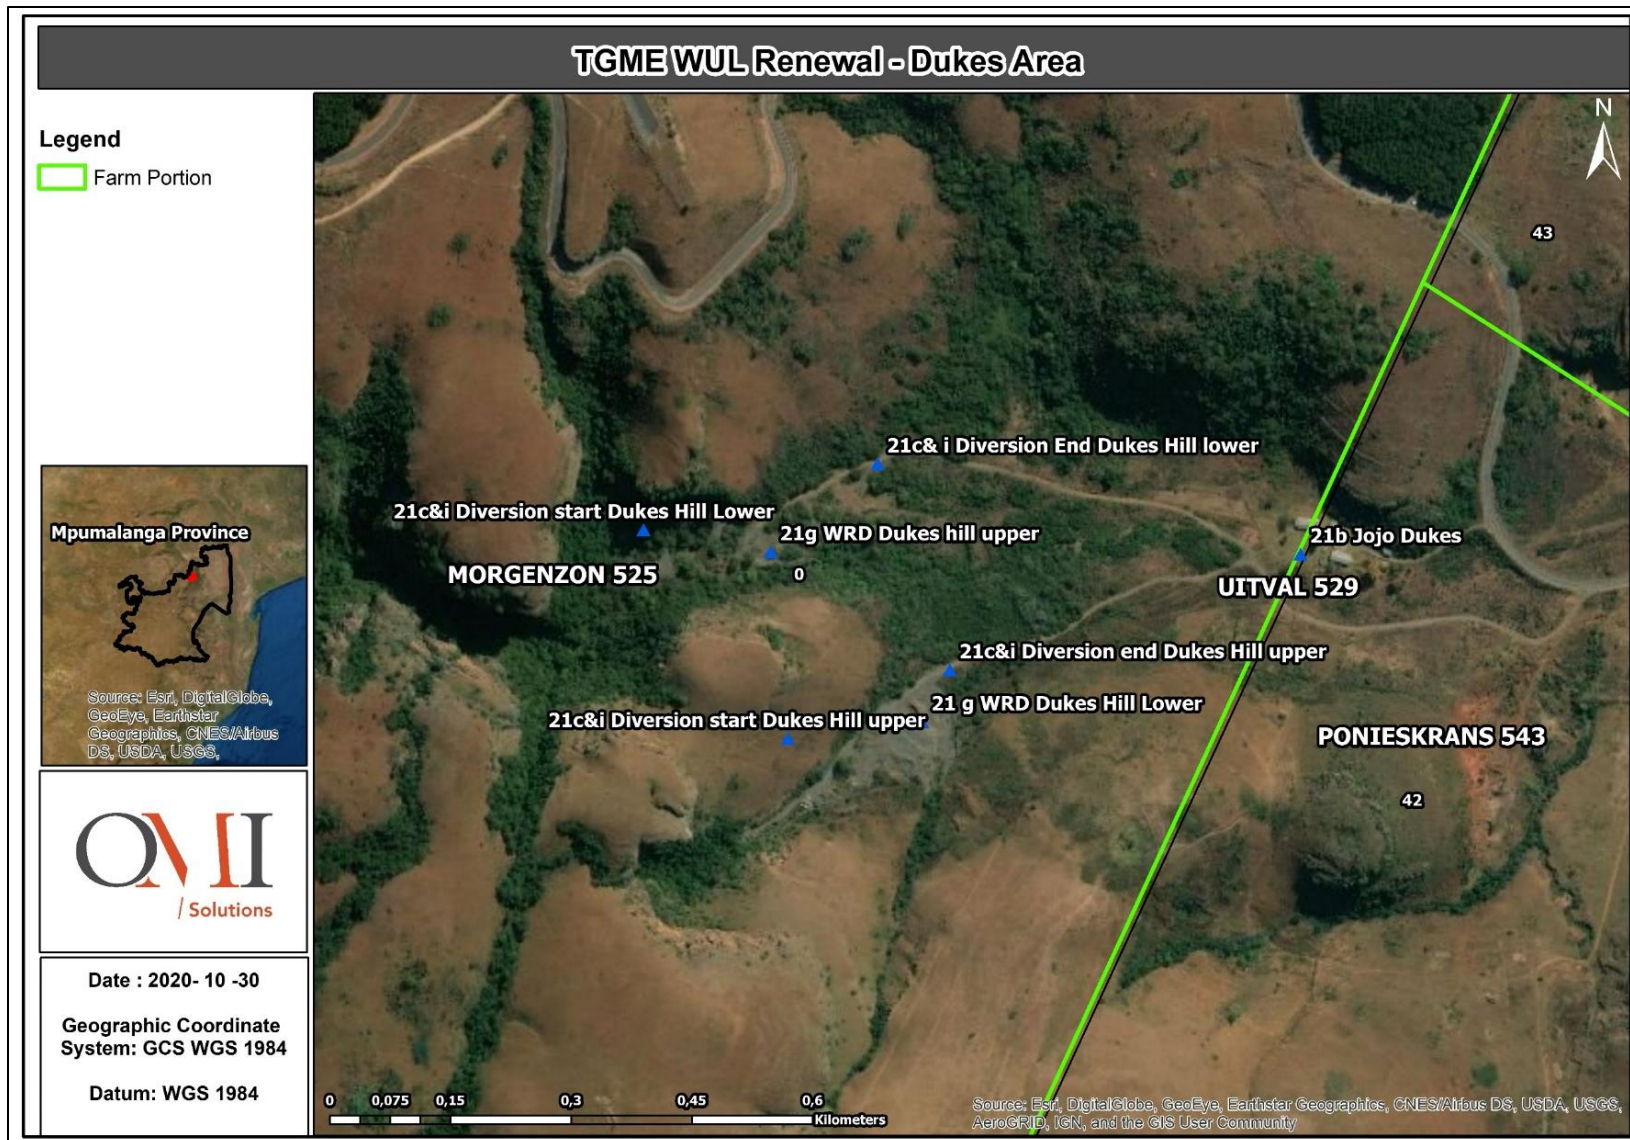 TGME WUL Renewal - Dukes Area
Legend
Farm Portion
N
43
21c& i Diversion End Dukes Hill lower
21c&i Diversion start Dukes Hill Lower
21g WRD Dukes hill upper
21b Jojo Dukes
MORGENZON 525
0
UITVAL 529
21c&i Diversion end Dukes Hill upper
21 g WRD Dukes Hill Lower
21c&i Diversion start Dukes Hill upper
PONIESKRANS 543
42
Mpumalanga Province
Source: Esri, DigitalGlobe,
GeoEye, Earthstar
Geographics, CNES/Airbus
DS, USDA, USGS,
OMI
/ Solutions
Date : 2020- 10 -30
Geographic Coordinate
System: GCS WGS 1984
Datum: WGS 1984
0 0,075 0,15 0,3 0,45 0,6
Kilometers
Source: Esri, DigitalGlobe, GeoEye, Earthstar Geographics, CNES/Airbus DS, USDA, USGS,
AeroGRID, IGN, and the GIS User Community